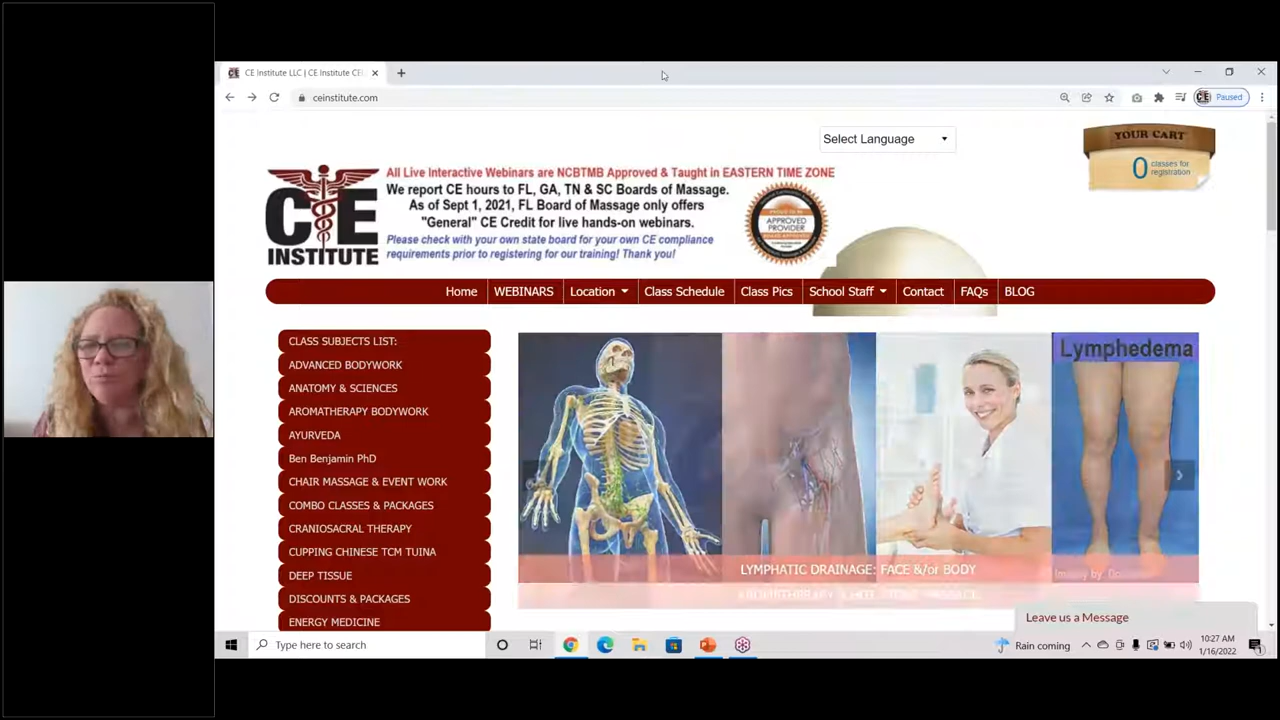 CE Institute LLC | CE Institute CE
Paused
ceinstitute.com
Select Language
YOUR CART
0 classes for registration
All Live Interactive Webinars are NCBTMB Approved & Taught in EASTERN TIME ZONE
We report CE hours to FL, GA, TN & SC Boards of Massage.
As of Sept 1, 2021, FL Board of Massage only offers
"General" CE Credit for live hands-on webinars.
Please check with your own state board for your own CE compliance
requirements prior to registering for our training! Thank you!
CE
INSTITUTE
APPROVED
PROVIDER
Home WEBINARS Location Class Schedule Class Pics School Staff Contact FAQs BLOG
CLASS SUBJECTS LIST:
ADVANCED BODYWORK
ANATOMY & SCIENCES
AROMATHERAPY BODYWORK
AYURVEDA
Ben Benjamin PhD
CHAIR MASSAGE & EVENT WORK
COMBO CLASSES & PACKAGES
CRANIOSACRAL THERAPY
CUPPING CHINESE TCM TUINA
DEEP TISSUE
DISCOUNTS & PACKAGES
ENERGY MEDICINE
Lymphedema
LYMPHATIC DRAINAGE: FACE &/or BODY
Leave us a Message
Type here to search
Rain coming
10:27 AM
1/16/2022